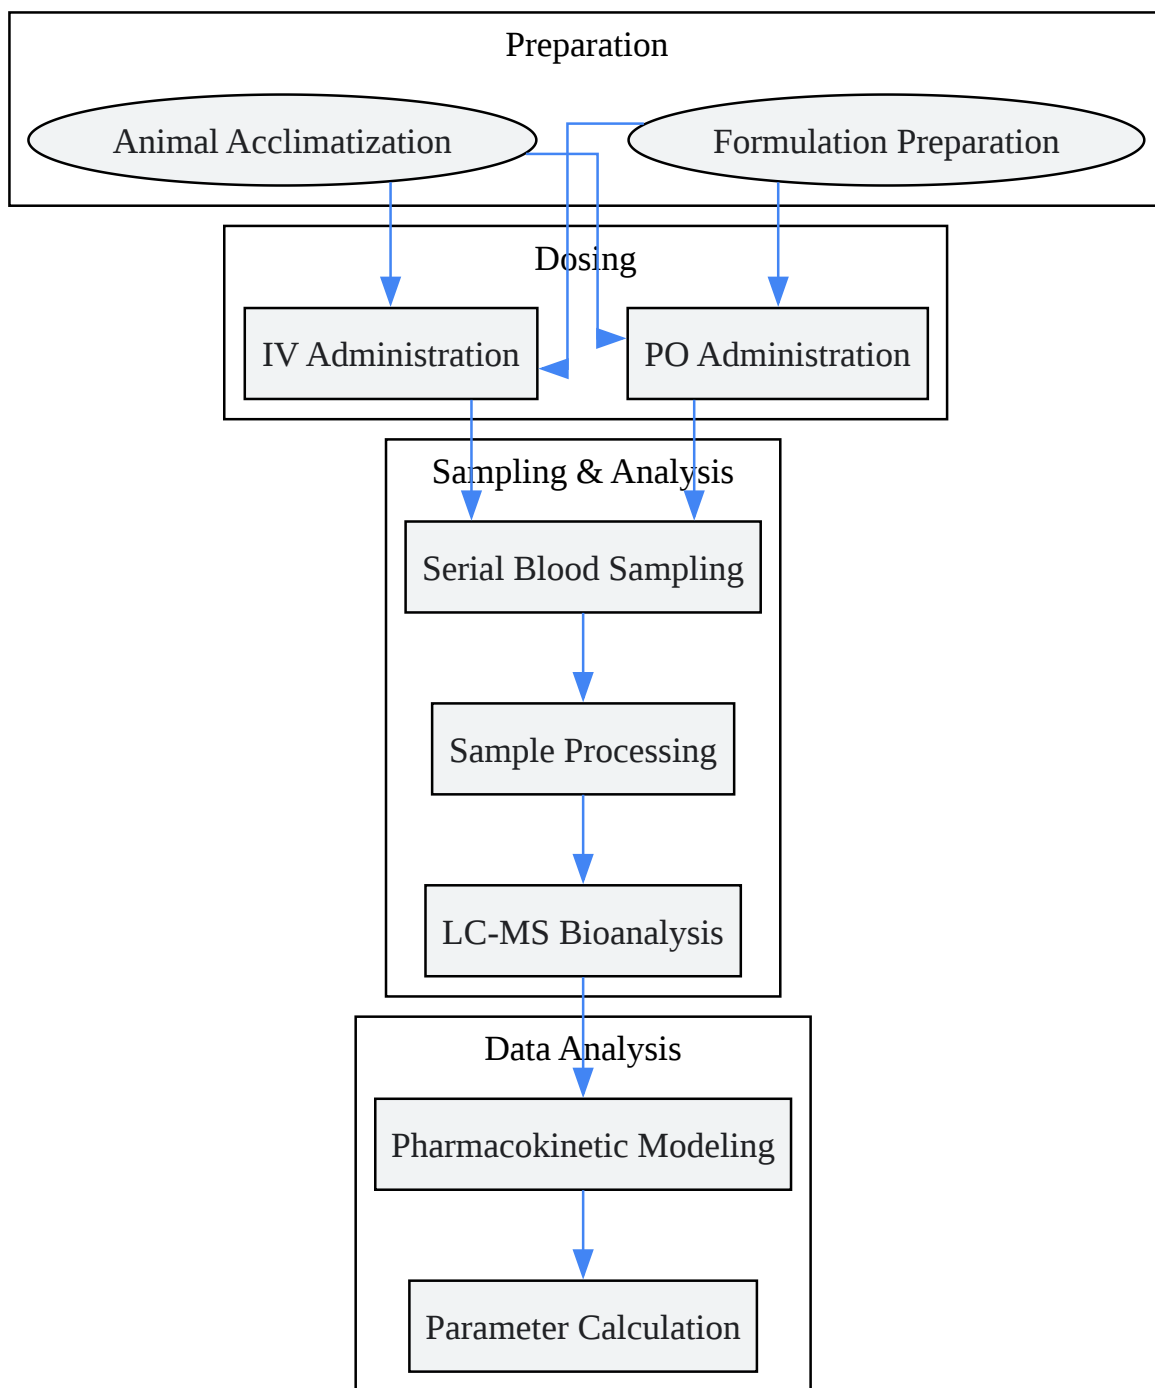 Preparation
Animal Acclimatization
Formulation Preparation
Dosing
IV Administration
PO Administration
Sampling & Analysis
Serial Blood Sampling
Sample Processing
LC-MS Bioanalysis
Data Analysis
Pharmacokinetic Modeling
Parameter Calculation